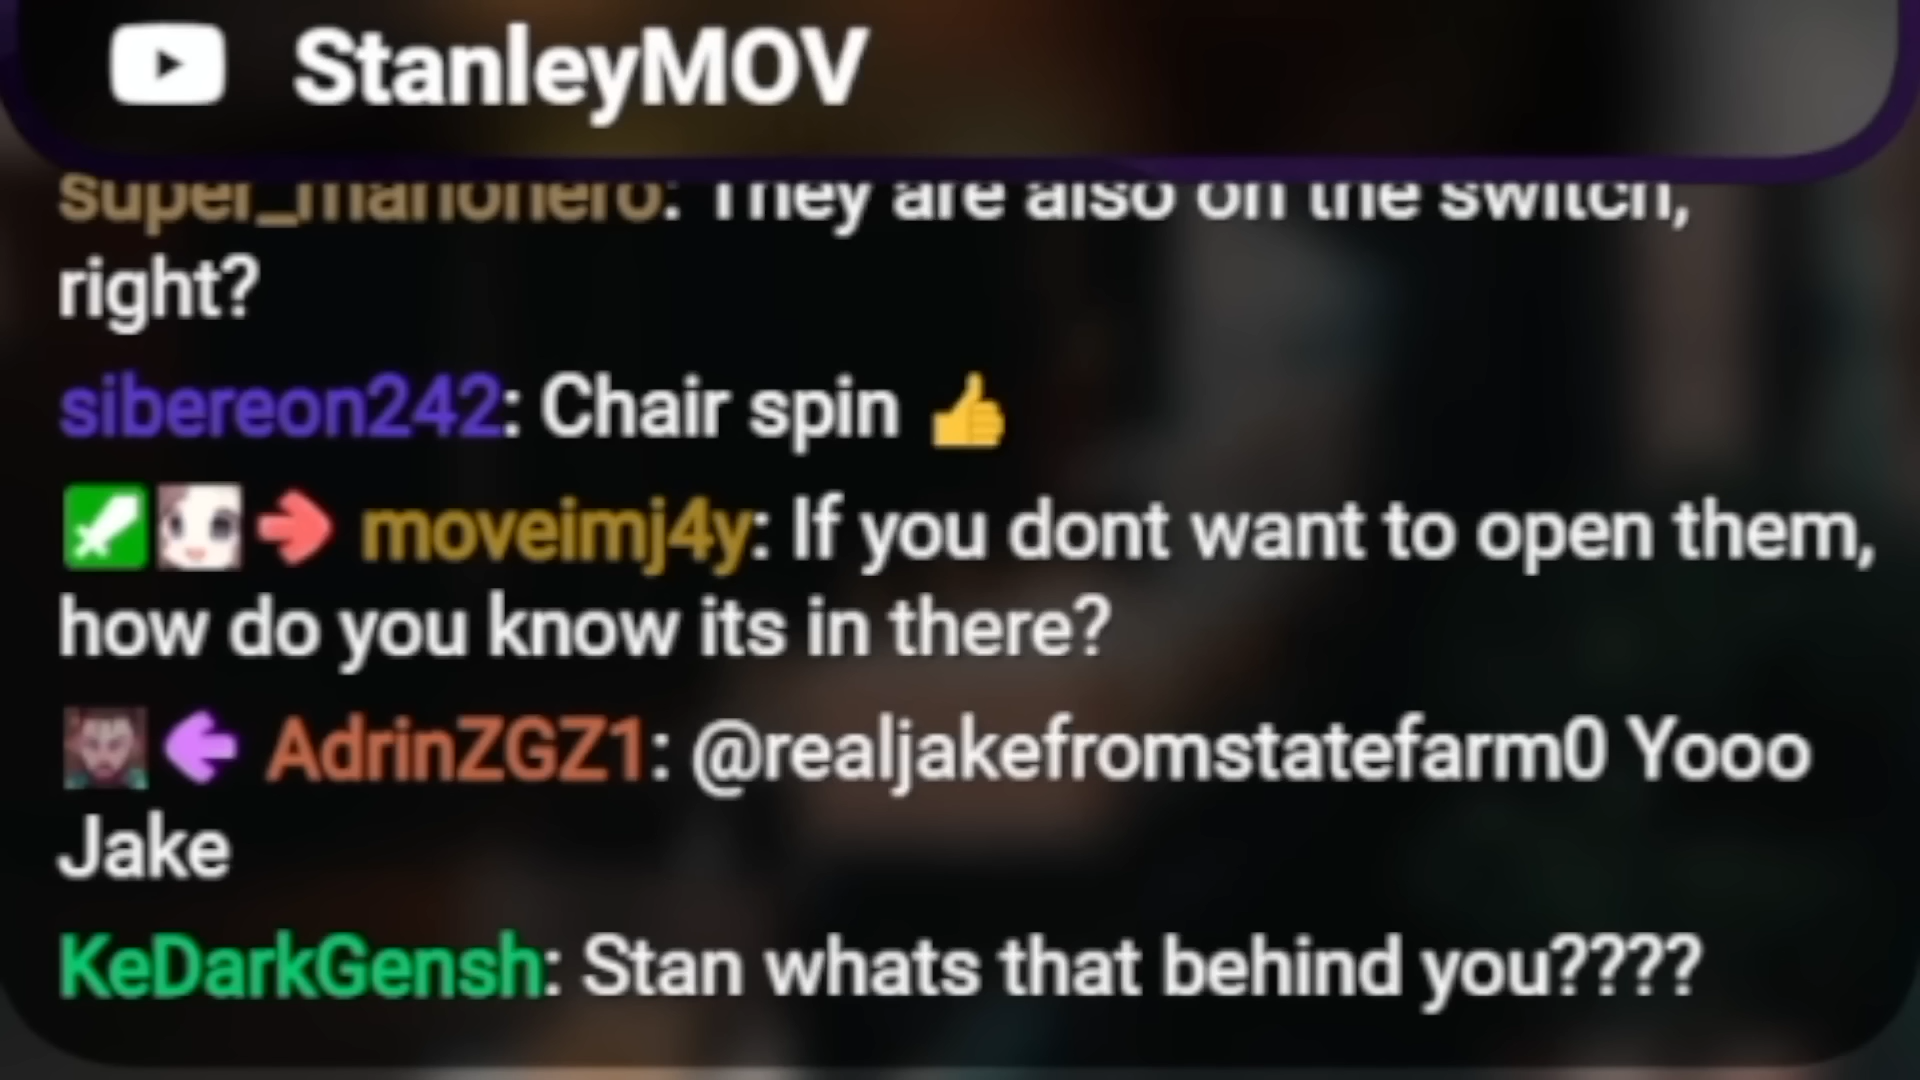 StanleyMOV
super_marionero: They are also on the switch,
right?
sibereon242: Chair spin 👍
moveimj4y: If you dont want to open them,
how do you know its in there?
AdrinZGZ1: @realjakefromstatefarm0 Yooo
Jake
KeDarkGensh: Stan whats that behind you????